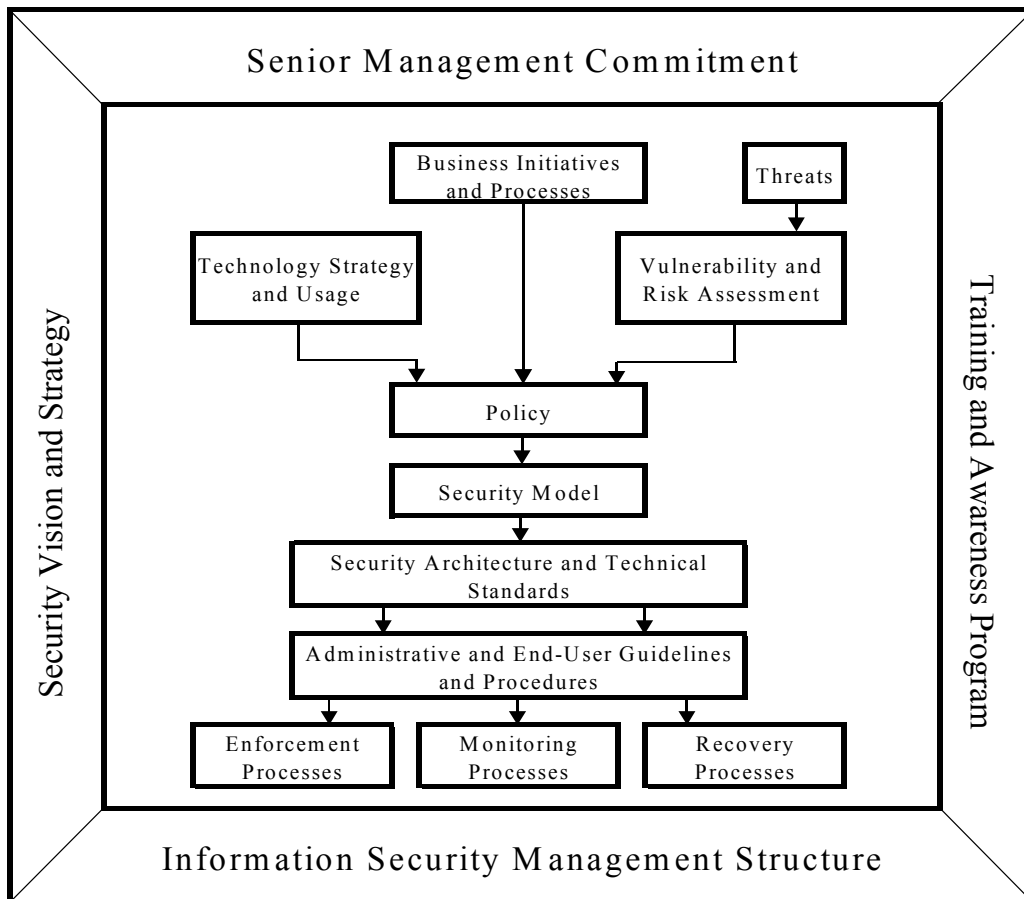 Senior Management Commitment
Business Initiatives
and Processes
Threats
Technology Strategy
and Usage
Vulnerability and
Risk Assessment
Security Vision and Strategy
Training and Awareness Program
Policy
Security Model
Security Architecture and Technical
Standards
Administrative and End-User Guidelines
and Procedures
Enforcement
Processes
Monitoring
Processes
Recovery
Processes
Information Security Management Structure